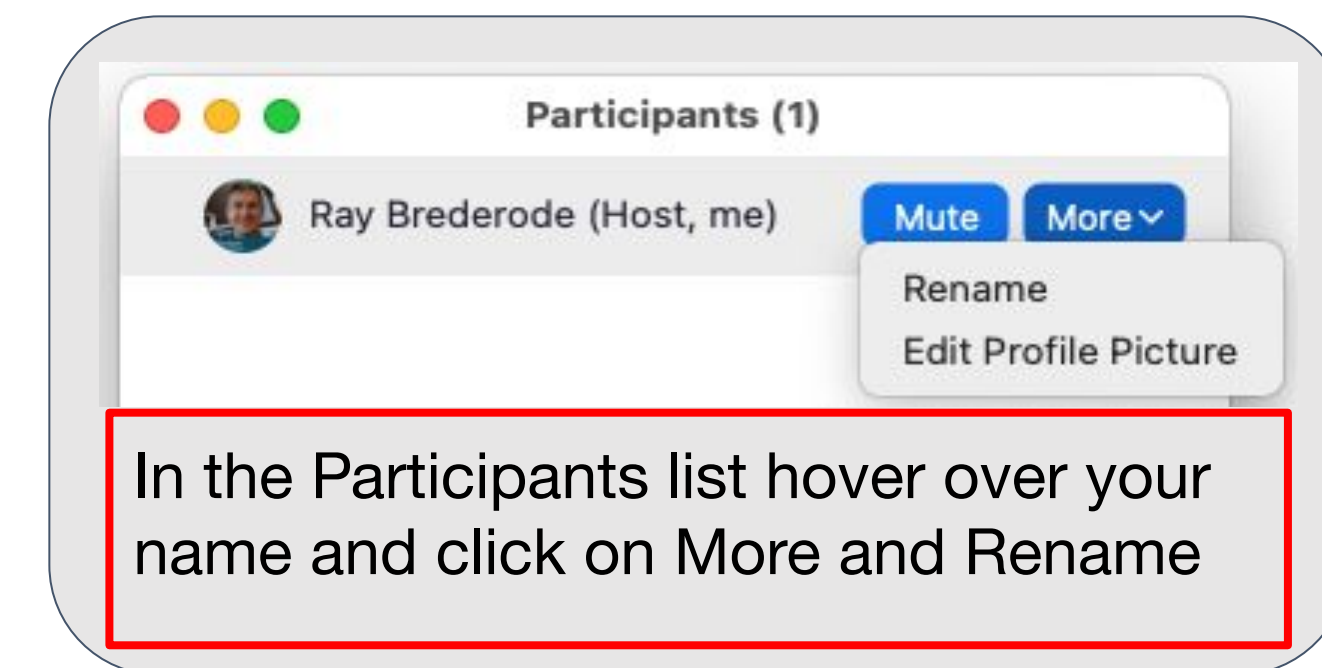 Participants (1)
Ray Brederode (Host, me)
Mute
More
Rename
Edit Profile Picture
In the Participants list hover over your
name and click on More and Rename